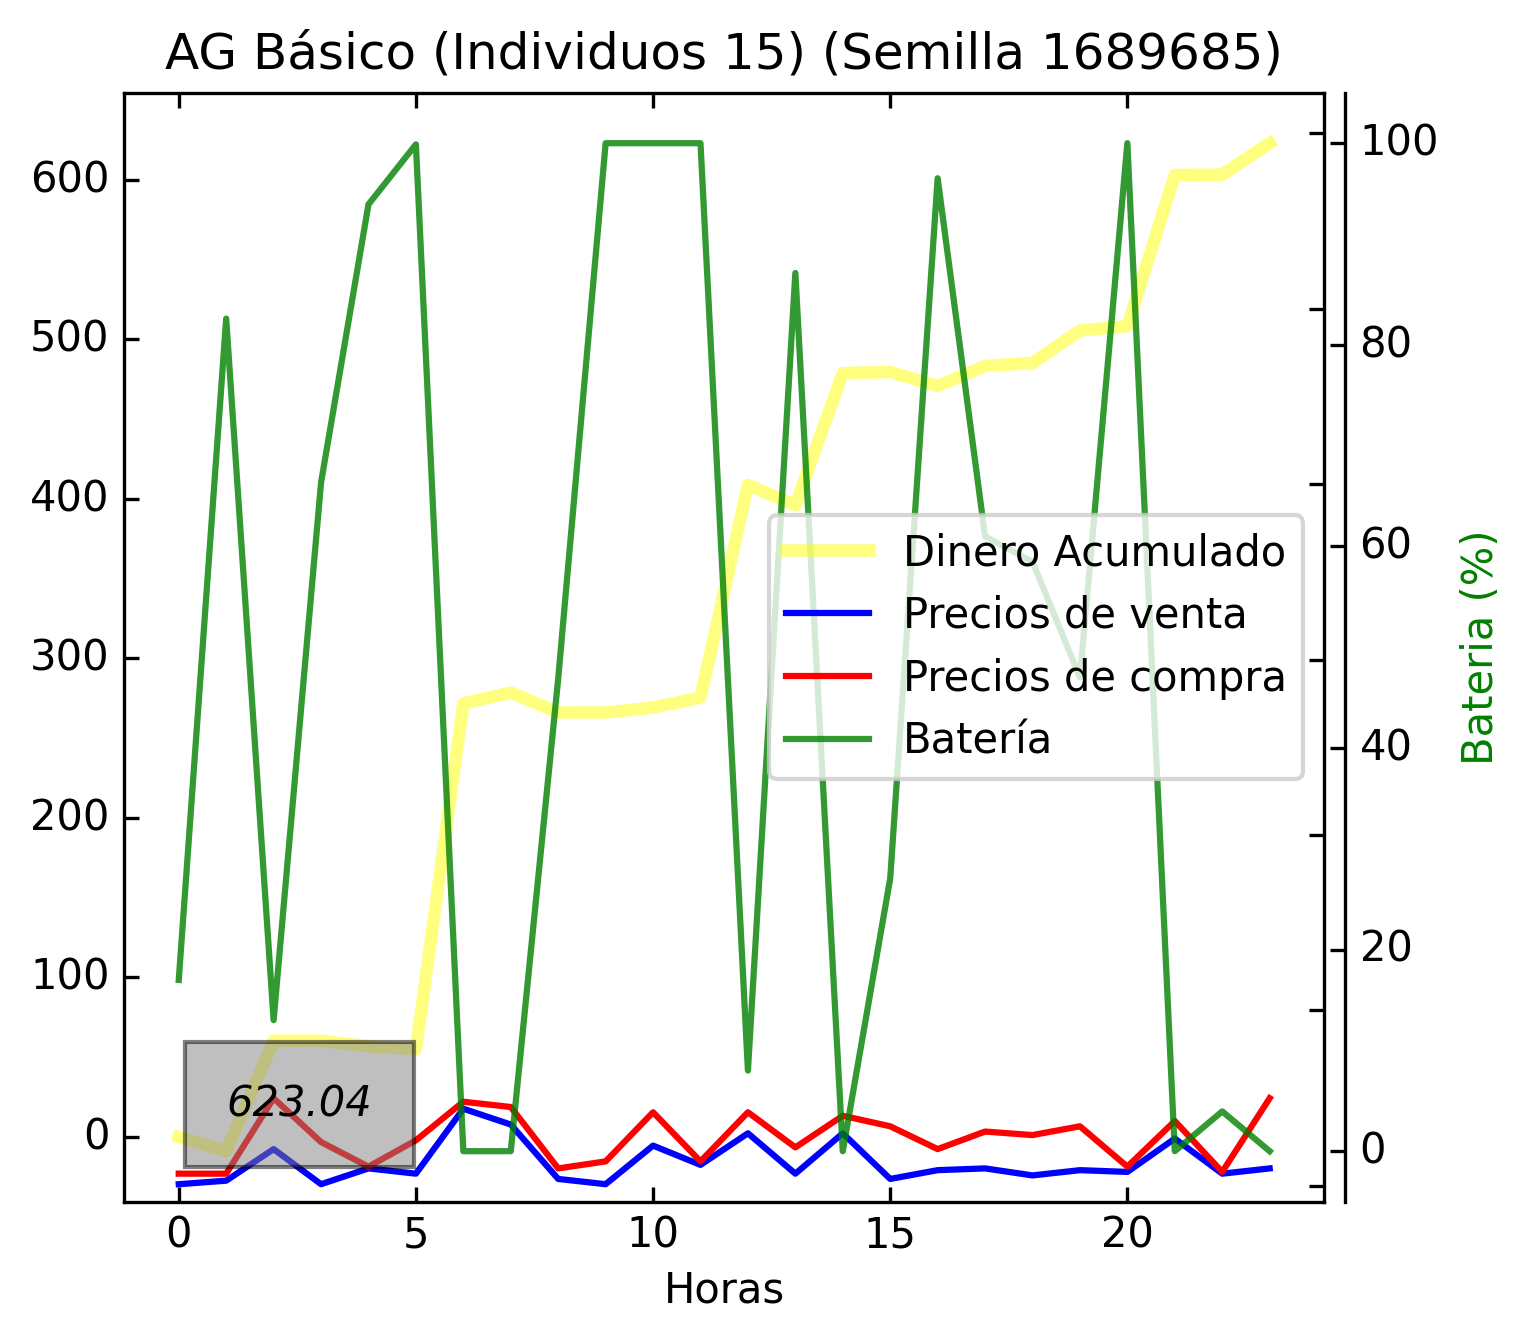 AG Básico (Individuos 15) (Semilla 1689685)
600
500
400
300
200
100
0
100
80
60
40
20
0
Bateria (%)
Dinero Acumulado
Precios de venta
Precios de compra
Batería
623.04
0 5 10 15 20
Horas